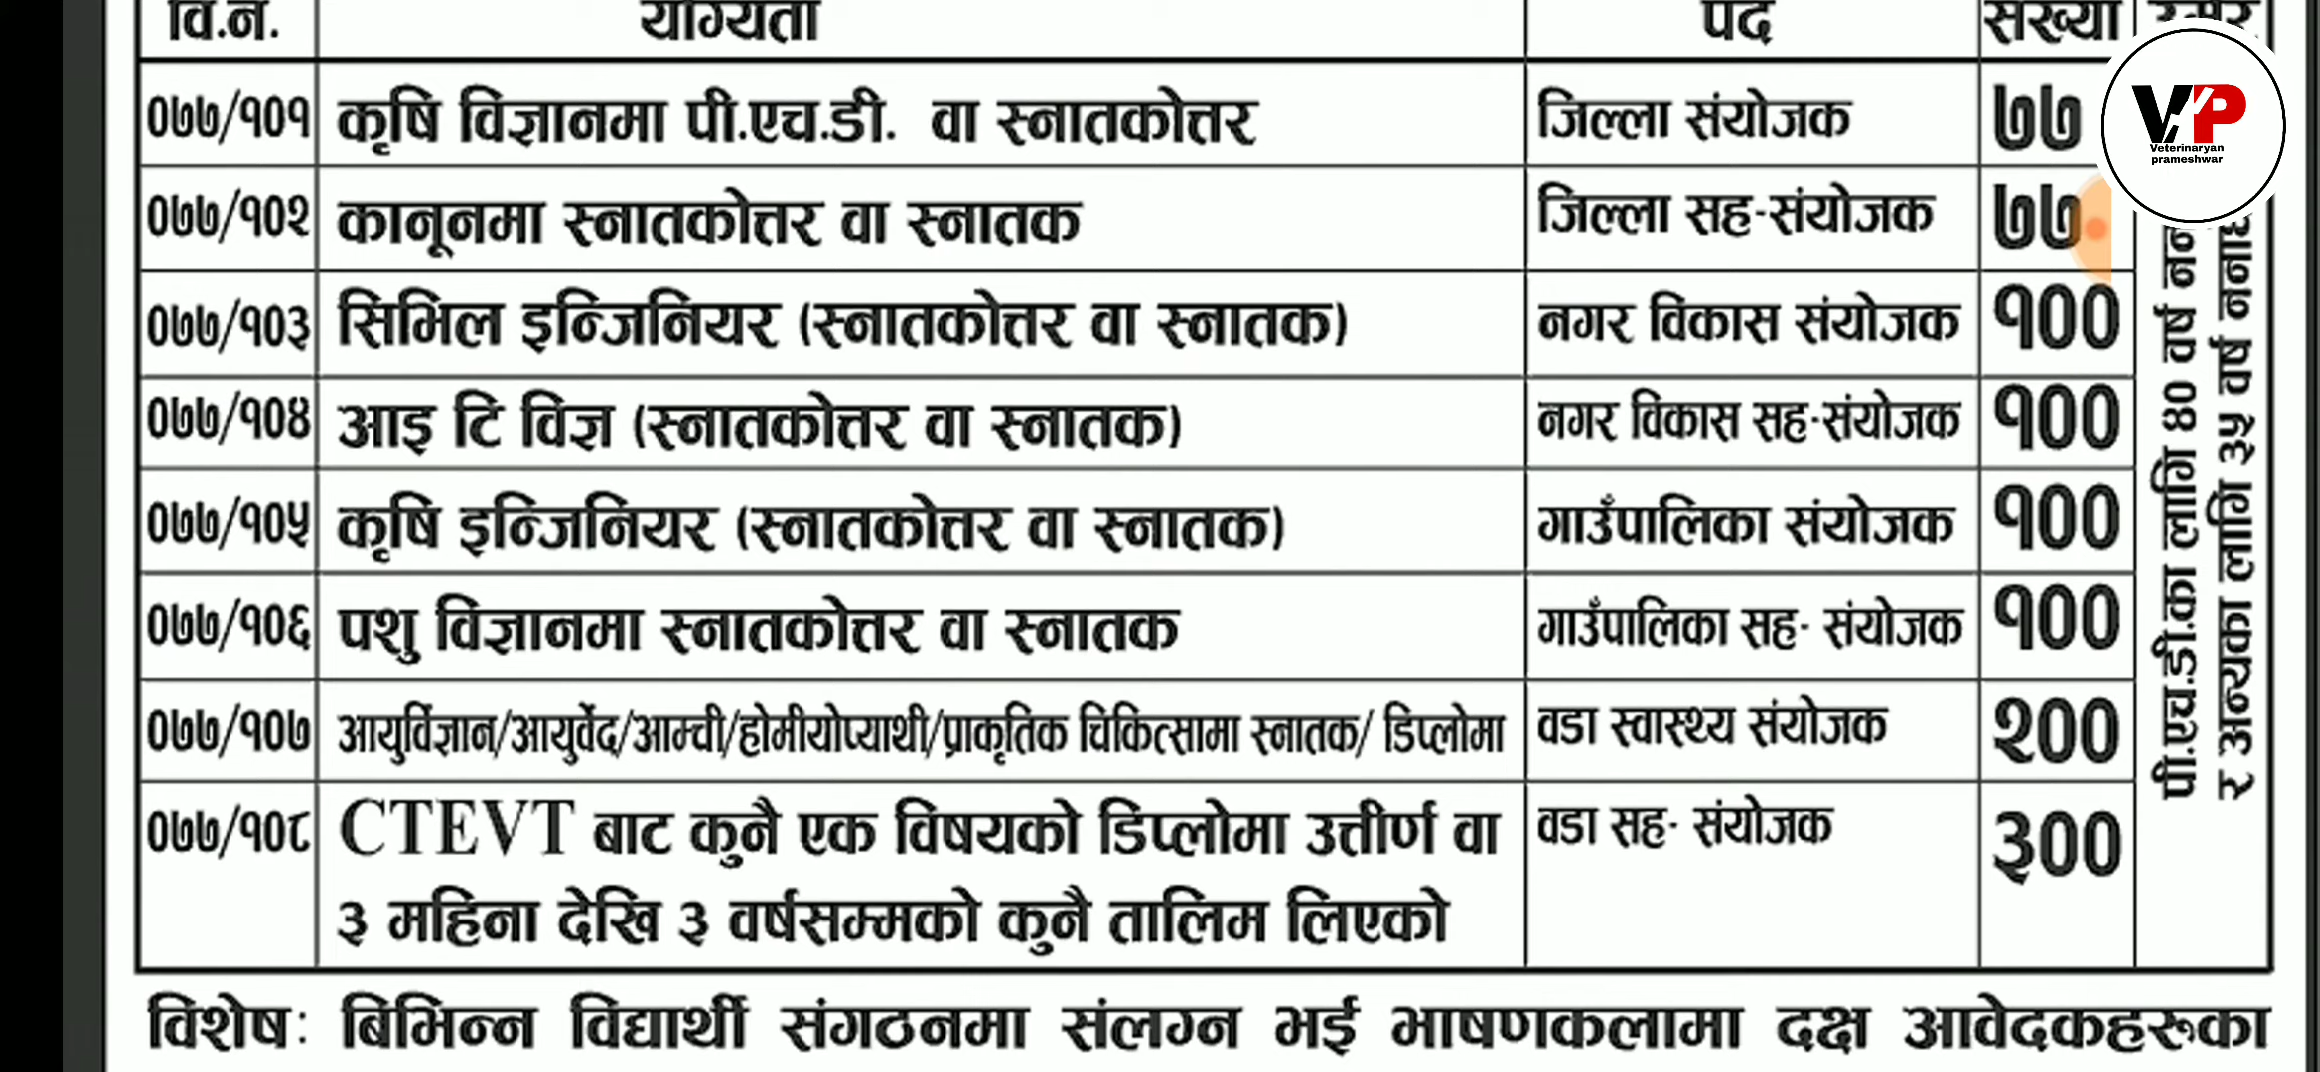 वि.नं. योग्यता पद संख्या
०७७/१०१ कृषि विज्ञानमा पी.एच.डी. वा स्नातकोत्तर जिल्ला संयोजक ७७
०७७/१०२ कानूनमा स्नातकोत्तर वा स्नातक जिल्ला सह-संयोजक ७७
०७७/१०३ सिभिल इन्जिनियर (स्नातकोत्तर वा स्नातक) नगर विकास संयोजक १००
०७७/१०४ आइ टि विज्ञ (स्नातकोत्तर वा स्नातक) नगर विकास सह-संयोजक १००
०७७/१०५ कृषि इन्जिनियर (स्नातकोत्तर वा स्नातक) गाउँपालिका संयोजक १००
०७७/१०६ पशु विज्ञानमा स्नातकोत्तर वा स्नातक गाउँपालिका सह- संयोजक १००
०७७/१०७ आयुर्विज्ञान/आयुर्वेद/आम्ची/होमीयोप्याथी/प्राकृतिक चिकित्सामा स्नातक/ डिप्लोमा वडा स्वास्थ्य संयोजक २००
०७७/१०८ CTEVT बाट कुनै एक विषयको डिप्लोमा उत्तीर्ण वा वडा सह- संयोजक ३००
३ महिना देखि ३ वर्षसम्मको कुनै तालिम लिएको
पी.एच.डी.का लागि ४० वर्ष
र अन्यका लागि ३५ वर्ष
विशेष: बिभिन्न विद्यार्थी संगठनमा संलग्न भई भाषणकलामा दक्ष आवेदकहरुका
VP
Veterinaryan
prameshwar